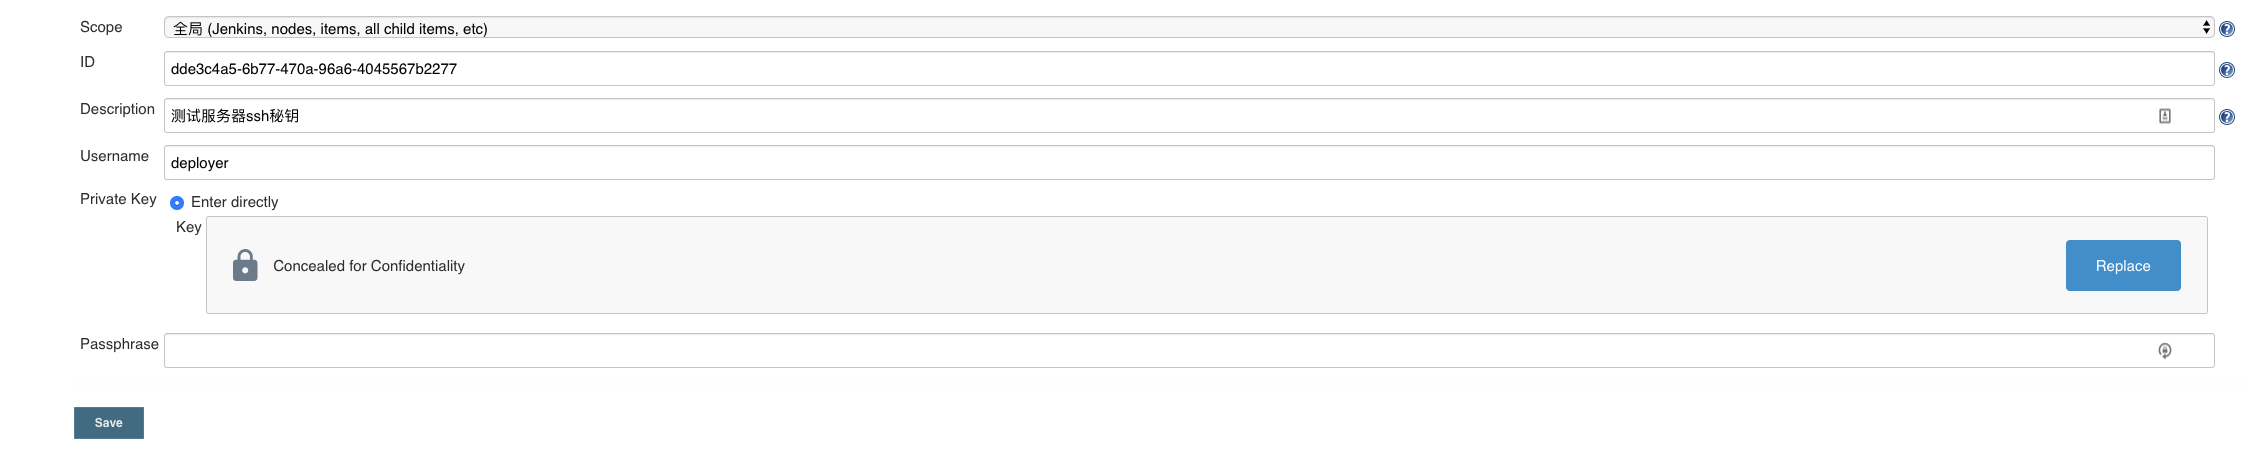 Scope 全局 (Jenkins, nodes, items, all child items, etc)
ID dde3c4a5-6b77-470a-96a6-4045567b2277
Description 测试服务器ssh秘钥
Username deployer
Private Key Enter directly
Key
Concealed for Confidentiality Replace
Passphrase
Save